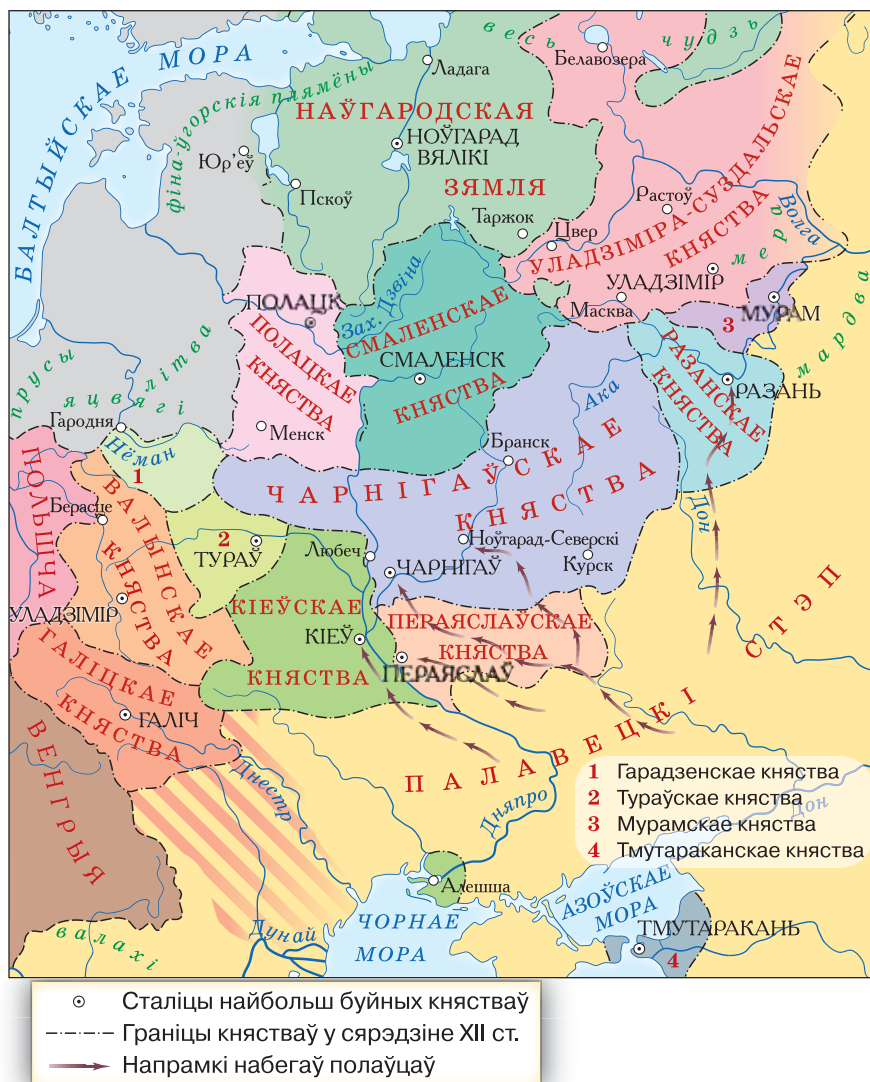 БАЛТЫЙСКАЕ МОРА
фіна-ўгорскія плямёны
весь
чудзь
Белавозера
Ладага
НАЎГАРОДСКАЯ
ЗЯМЛЯ
НОЎГАРАД
ВЯЛІКІ
Юр'еў
Пскоў
Таржок
Цвер
Растоў
УЛАДЗІМІРА-СУЗДАЛЬСКАЕ
КНЯСТВА
Волга
меря
УЛАДЗІМІР
Масква
МУРАМ
3
мардва
ПОЛАЦК
Зах. Дзвіна
ПОЛАЦКАЕ
КНЯСТВА
СМАЛЕНСКАЕ
КНЯСТВА
СМАЛЕНСК
РАЗАНСКАЕ
КНЯСТВА
РАЗАНЬ
прусы
літва
яцвягі
Гародня
Нёман
1
Менск
Бранск
Ака
ЧАРНІГАЎСКАЕ
КНЯСТВА
Дон
ПОЛЬШЧА
Берасце
ВАЛЫНСКАЕ
КНЯСТВА
2
ТУРАЎ
Любеч
ЧАРНІГАЎ
Ноўгарад-Северскі
Курск
УЛАДЗІМІР
КІЕЎСКАЕ
КНЯСТВА
КІЕЎ
ПЕРАЯСЛАЎСКАЕ
КНЯСТВА
ПЕРАЯСЛАЎ
ГАЛІЦКАЕ
КНЯСТВА
ГАЛІЧ
ВЕНГРЫЯ
ПАЛАВЕЦКІ СТЭП
Днестр
Дняпро
Дон
Алешша
валахі
Дунай
ЧОРНАЕ
МОРА
АЗОЎСКАЕ
МОРА
ТМУТАРАКАНЬ
4
1 Гарадзенскае княства
2 Тураўскае княства
3 Мурамскае княства
4 Тмутараканскае княства
Сталіцы найбольш буйных княстваў
Граніцы княстваў у сярэдзіне XII ст.
Напрамкі набегаў полаўцаў